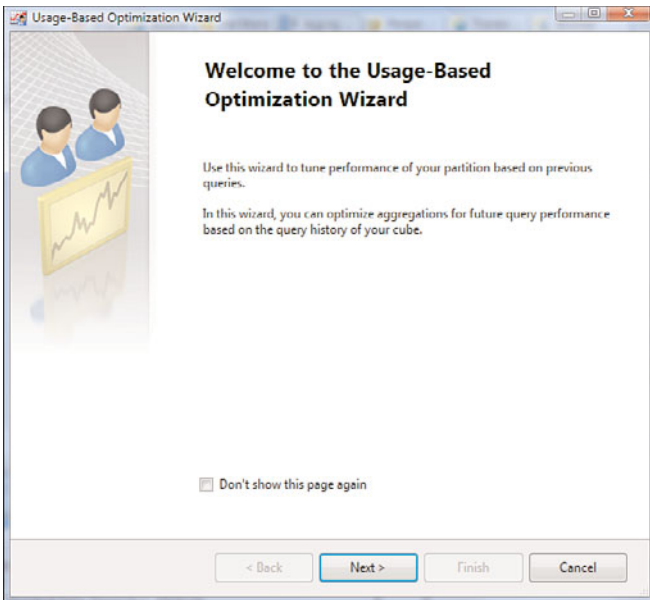 Usage-Based Optimization Wizard
Welcome to the Usage-Based
Optimization Wizard
Use this wizard to tune performance of your partition based on previous
queries.
In this wizard, you can optimize aggregations for future query performance
based on the query history of your cube.
Don't show this page again
< Back
Next >
Finish
Cancel